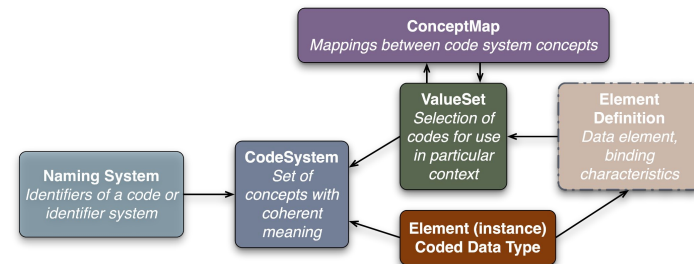 ConceptMap
Mappings between code system concepts
ValueSet
Selection of
codes for use
in particular
context
Element
Definition
Data element,
binding
characteristics
CodeSystem
Set of
concepts with
coherent
meaning
Naming System
Identifiers of a code or
identifier system
Element (instance)
Coded Data Type